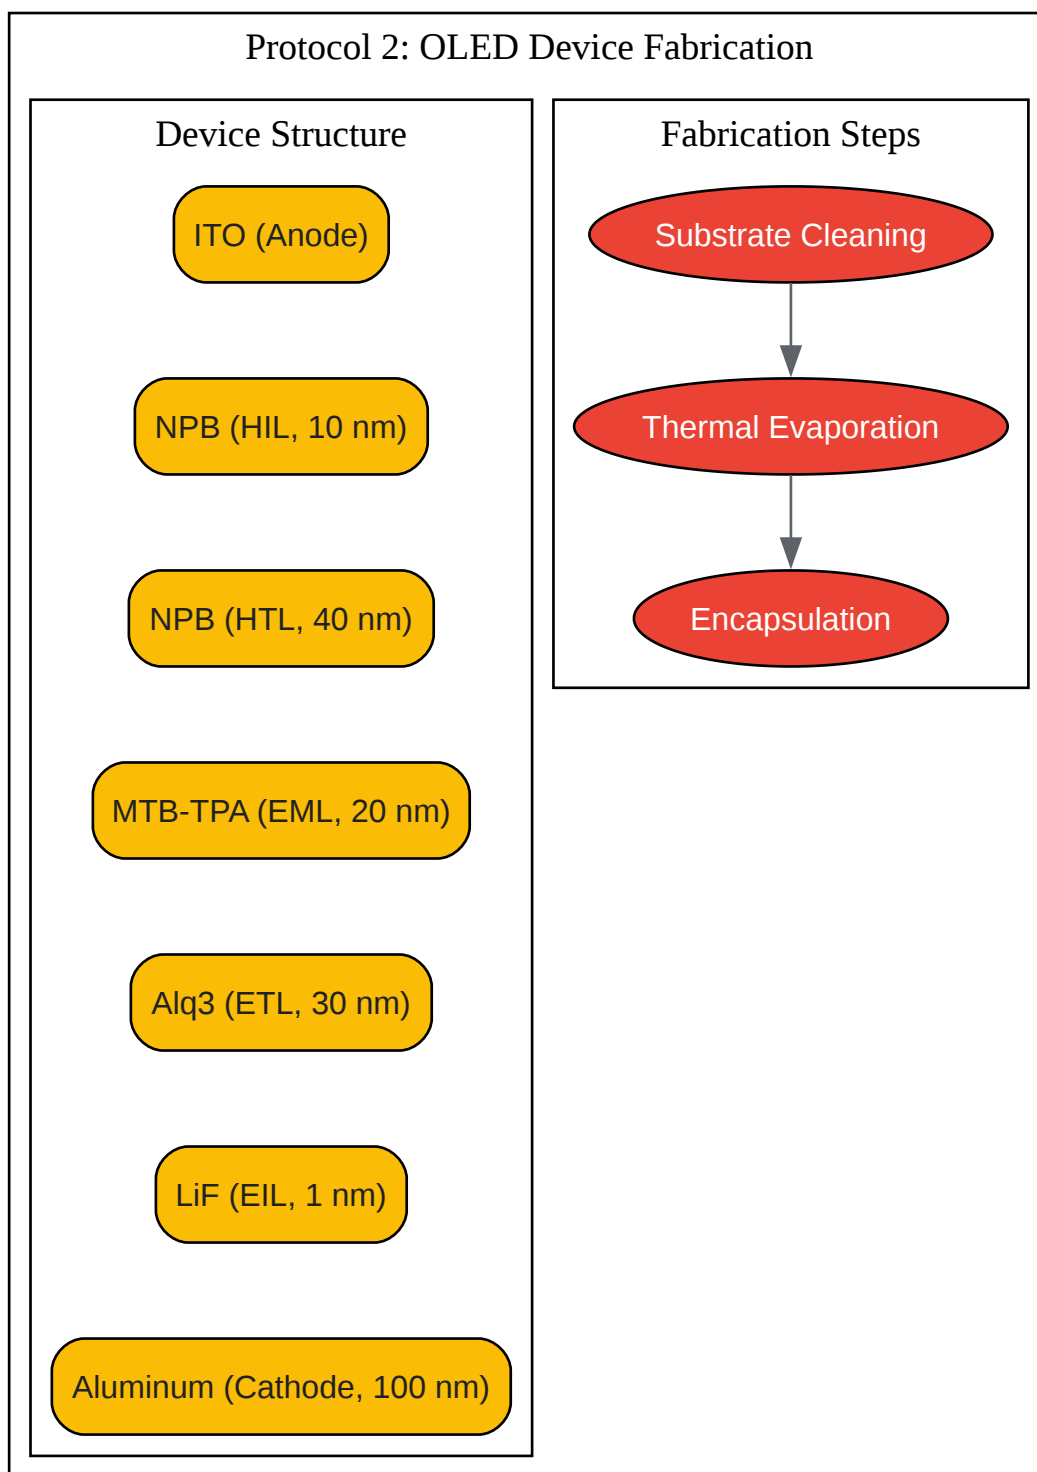 Protocol 2: OLED Device Fabrication
Device Structure
ITO (Anode)
NPB (HIL, 10 nm)
NPB (HTL, 40 nm)
MTB-TPA (EML, 20 nm)
Alq3 (ETL, 30 nm)
LiF (EIL, 1 nm)
Aluminum (Cathode, 100 nm)
Fabrication Steps
Substrate Cleaning
Thermal Evaporation
Encapsulation